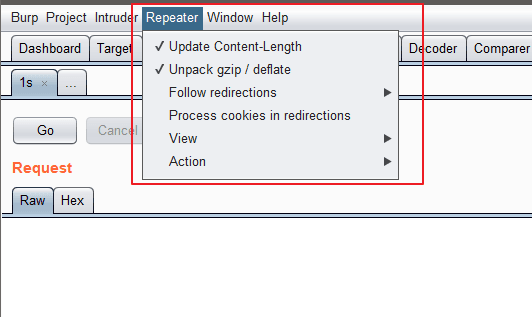 Burp Project Intruder Repeater Window Help
Dashboard Target Decoder Comparer
✓ Update Content-Length
✓ Unpack gzip / deflate
1s × ...
Follow redirections
Process cookies in redirections
Go Cancel
View
Action
Request
Raw Hex